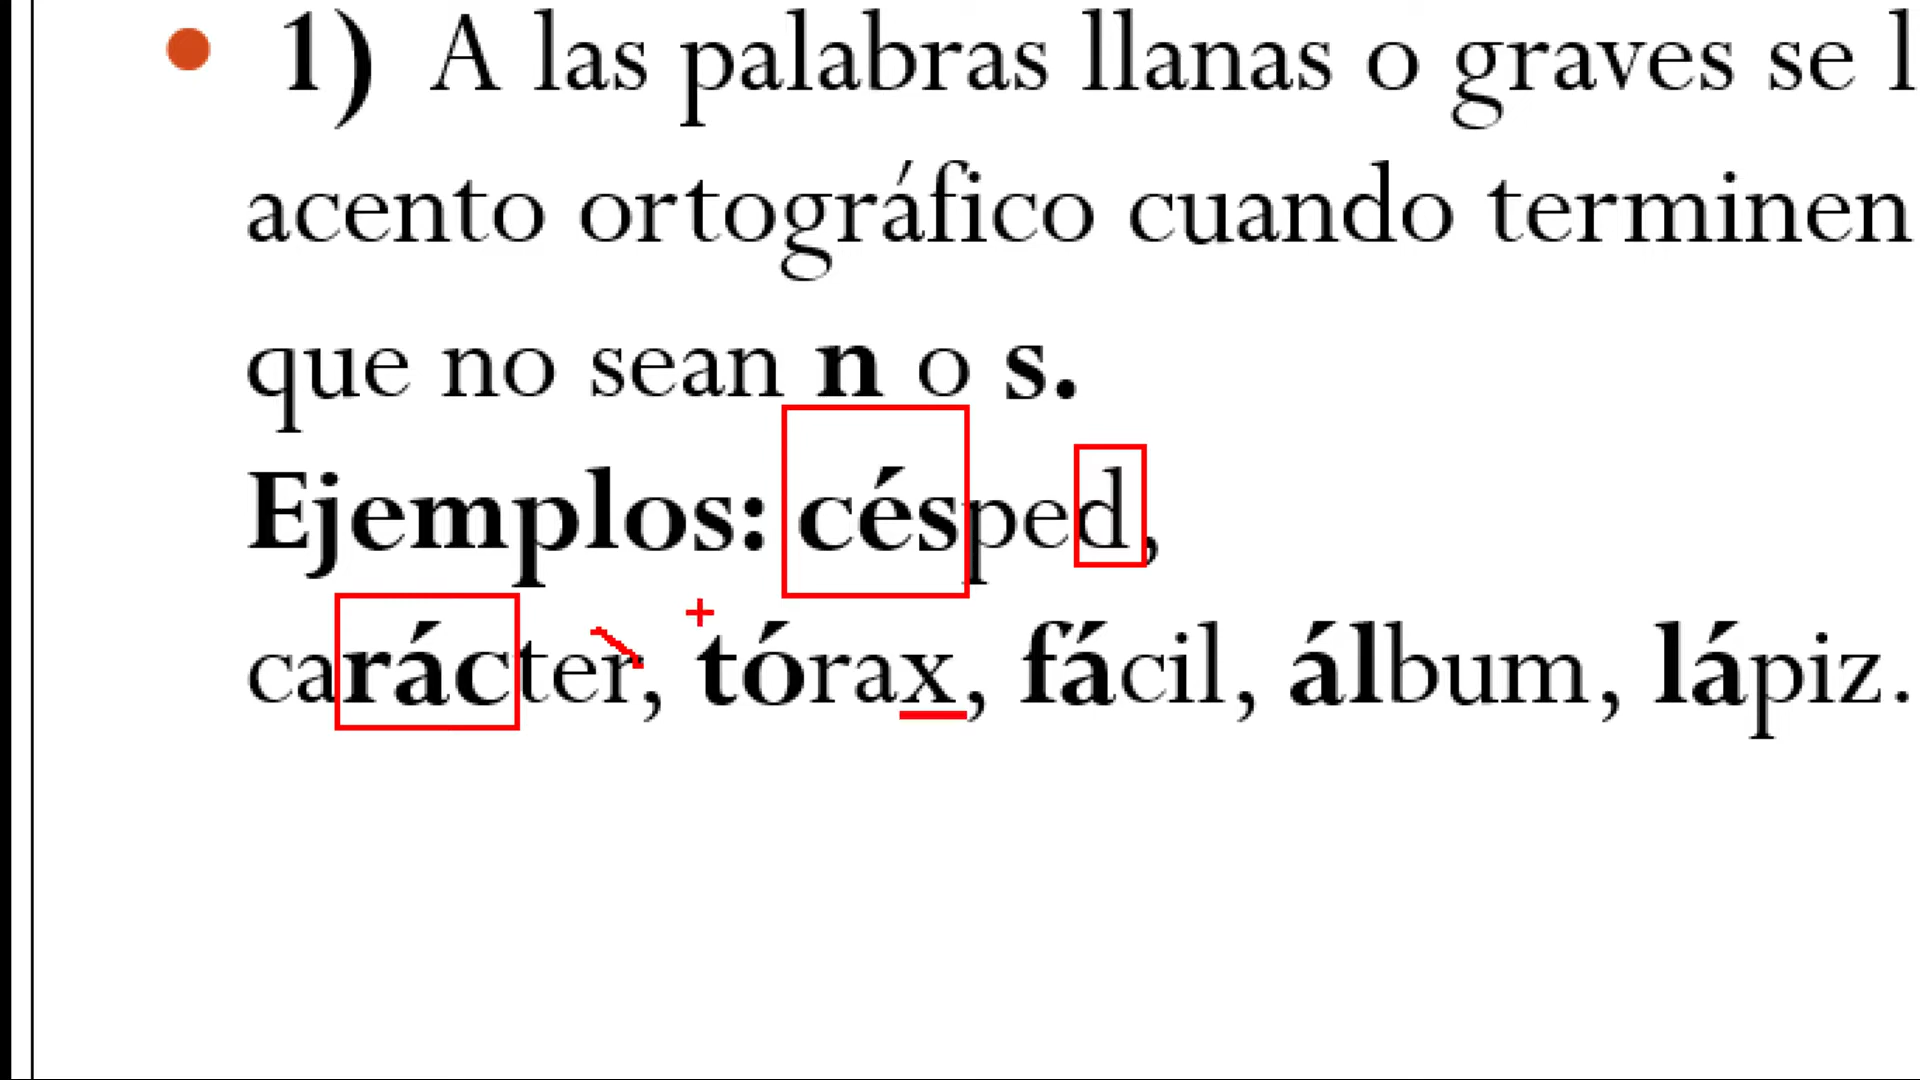 1) A las palabras llanas o graves se
acento ortográfico cuando terminen
que no sean n o s.
Ejemplos: césped,
carácter, tórax, fácil, álbum, lápiz.